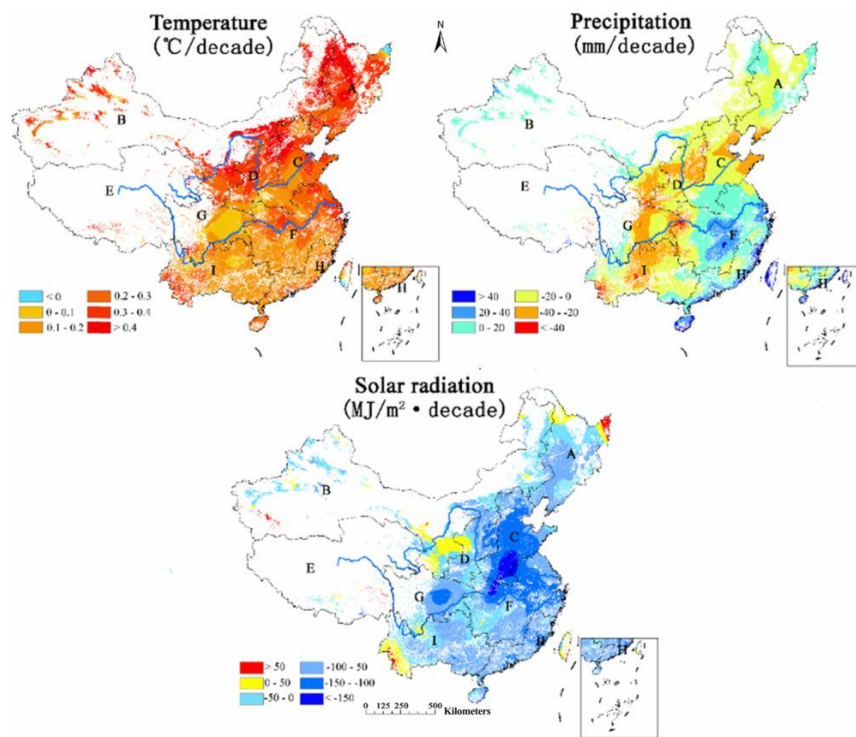 Temperature
(℃/decade)
N
Precipitation
(mm/decade)
A
B
C
D
E
G
F
I
H
< 0
0 - 0.1
0.1 - 0.2
0.2 - 0.3
0.3 - 0.4
> 0.4
H
A
B
C
D
E
G
F
I
H
> 40
20 - 40
0 - 20
-20 - 0
-40 - -20
< -40
H
Solar radiation
(MJ/m² • decade)
A
B
C
D
E
G
F
I
H
> 50
0 - 50
-50 - 0
-100 - 50
-150 - -100
< -150
0 125 250 500
Kilometers
H